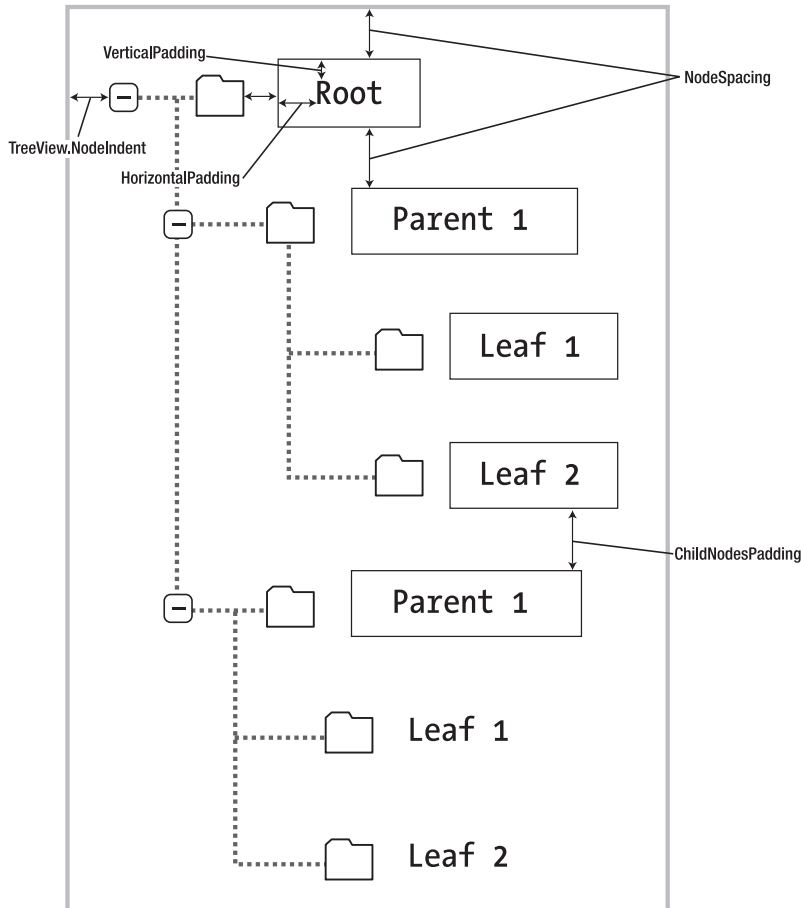 VerticalPadding
Root
NodeSpacing
TreeView.NodeIndent
HorizontalPadding
Parent 1
Leaf 1
Leaf 2
ChildNodesPadding
Parent 1
Leaf 1
Leaf 2